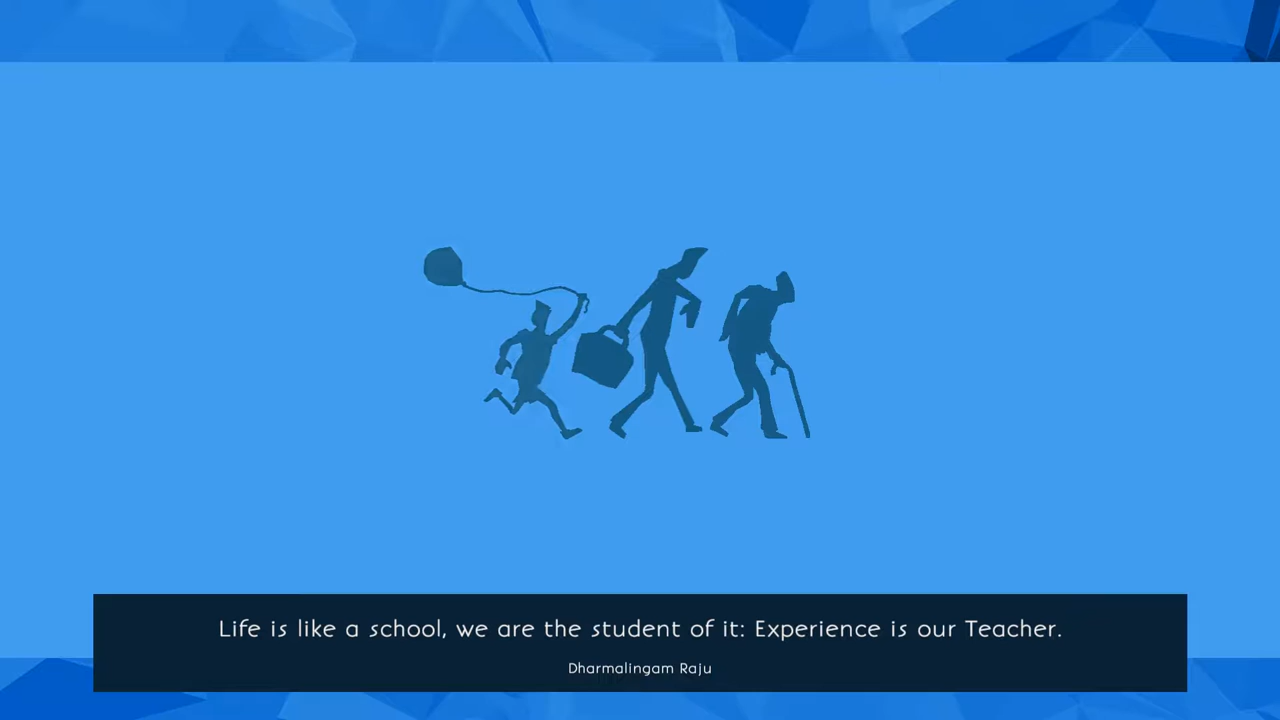 Life is like a school, we are the student of it: Experience is our Teacher.
Dharmalingam Raju